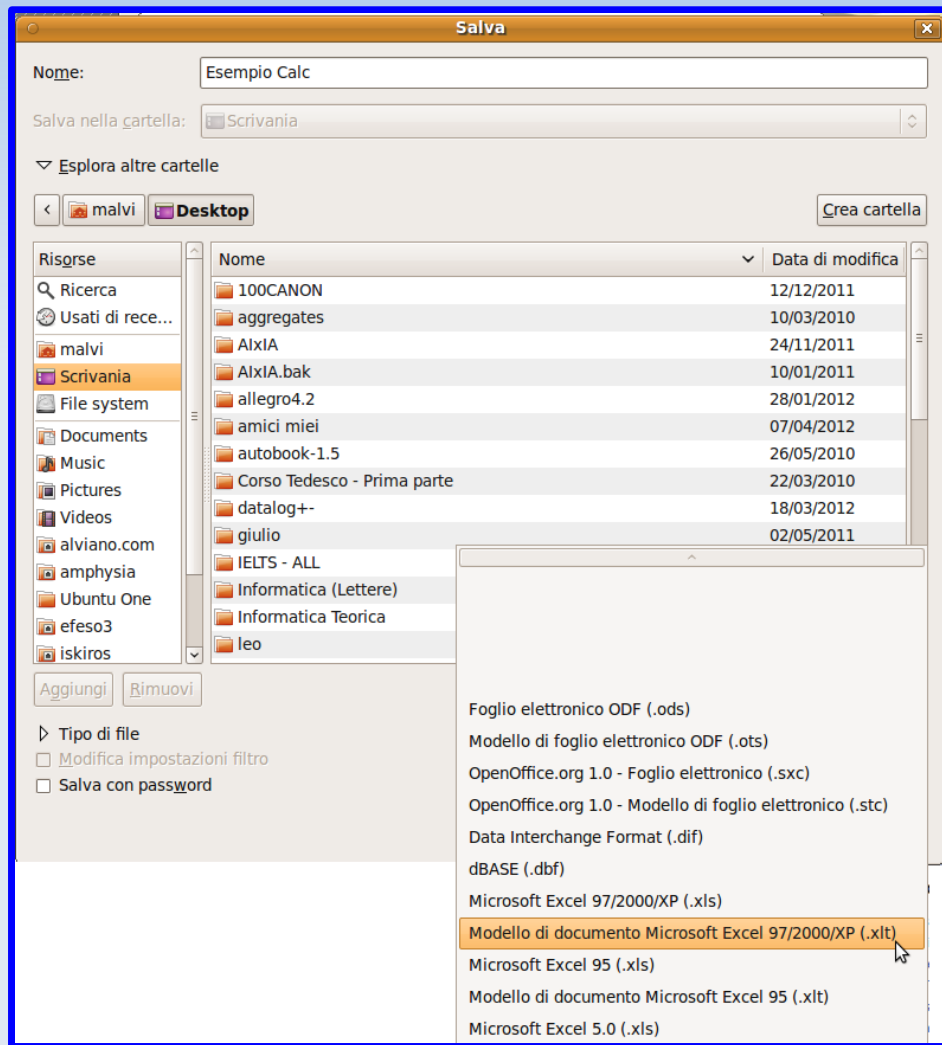 Salva
Nome: Esempio Calc
Salva nella cartella: Scrivania
Esplora altre cartelle
malvi Desktop Crea cartella
Risorse
Ricerca
Usati di rece...
malvi
Scrivania
File system
Documents
Music
Pictures
Videos
alviano.com
amphysia
Ubuntu One
efeso3
iskiros
Nome Data di modifica
100CANON 12/12/2011
aggregates 10/03/2010
AIxIA 24/11/2011
AIxIA.bak 10/01/2011
allegro4.2 28/01/2012
amici miei 07/04/2012
autobook-1.5 26/05/2010
Corso Tedesco - Prima parte 22/03/2010
datalog+- 18/03/2012
giulio 02/05/2011
IELTS - ALL
Informatica (Lettere)
Informatica Teorica
leo
Aggiungi Rimuovi
Tipo di file
Modifica impostazioni filtro
Salva con password
Foglio elettronico ODF (.ods)
Modello di foglio elettronico ODF (.ots)
OpenOffice.org 1.0 - Foglio elettronico (.sxc)
OpenOffice.org 1.0 - Modello di foglio elettronico (.stc)
Data Interchange Format (.dif)
dBASE (.dbf)
Microsoft Excel 97/2000/XP (.xls)
Modello di documento Microsoft Excel 97/2000/XP (.xlt)
Microsoft Excel 95 (.xls)
Modello di documento Microsoft Excel 95 (.xlt)
Microsoft Excel 5.0 (.xls)